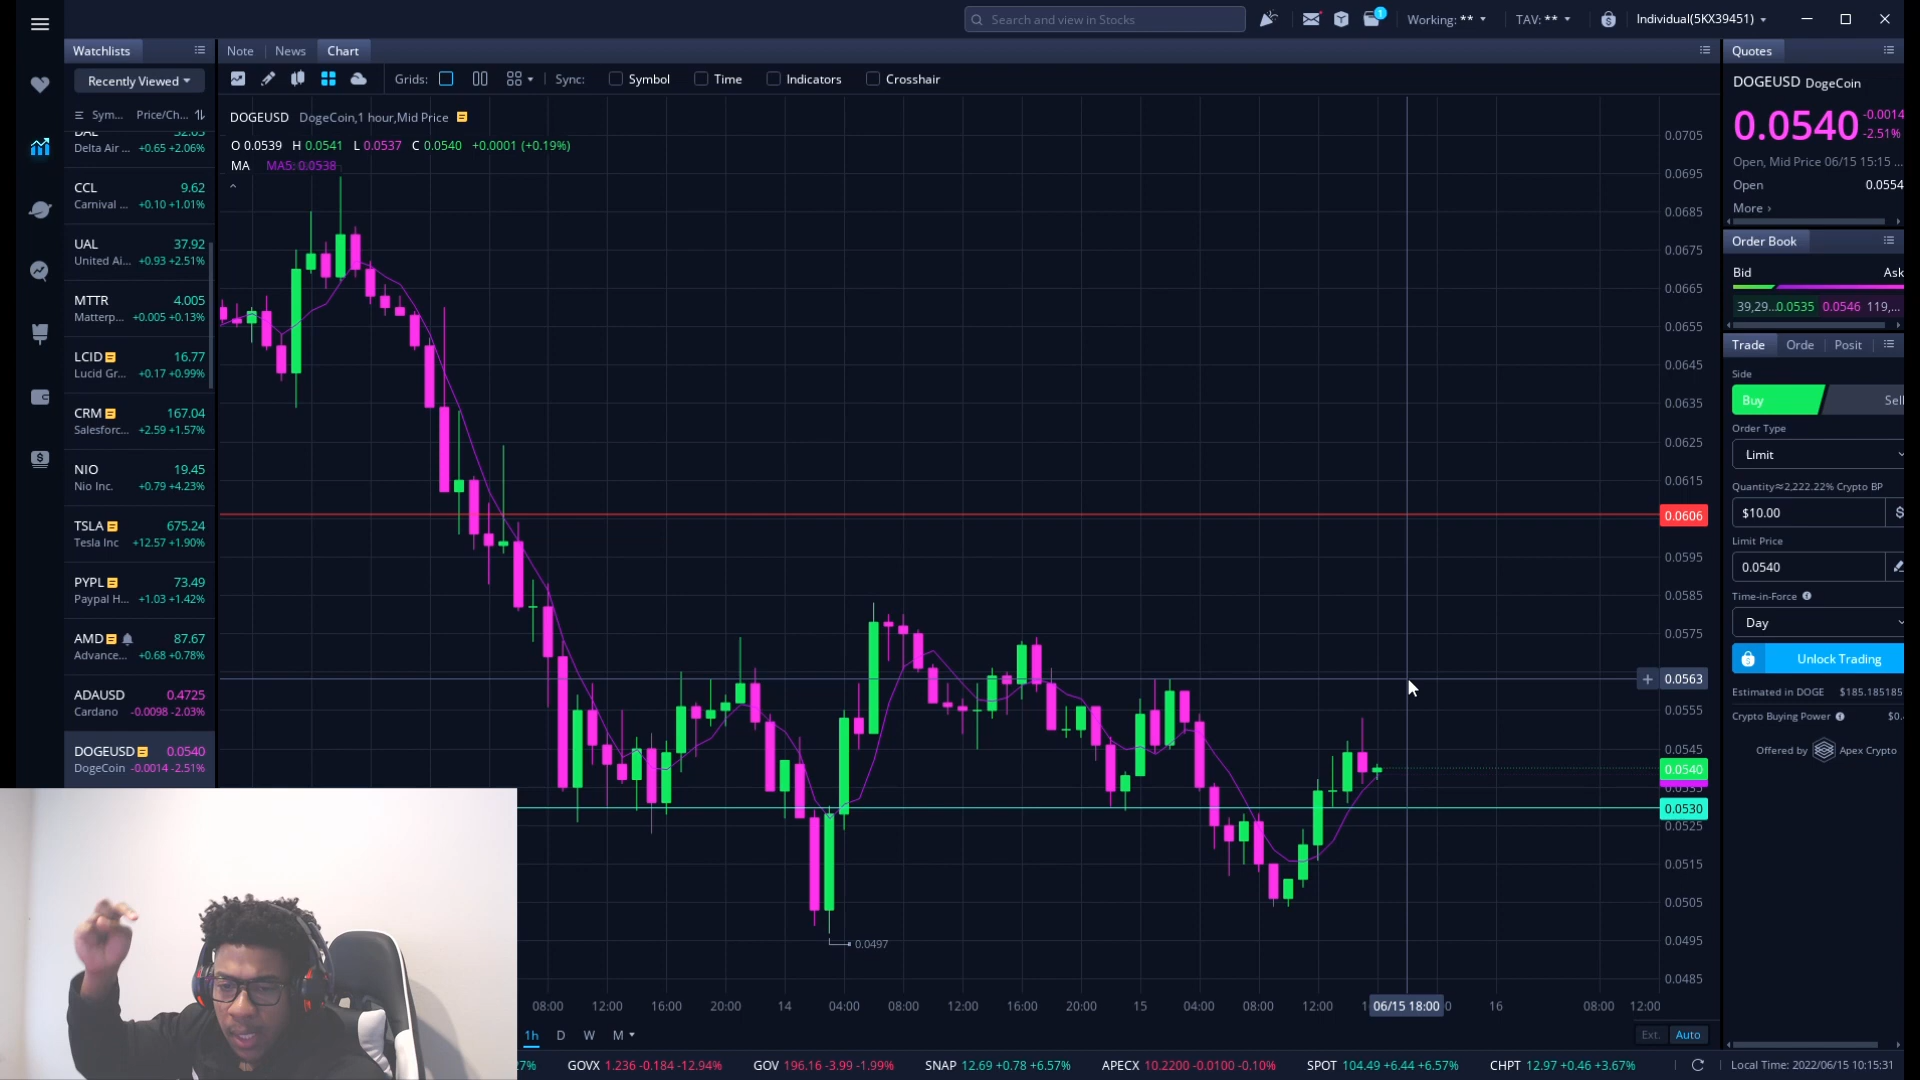 Search and view in Stocks
1
Working: **
TAV: **
Individual(5KX39451)
Watchlists
Recently Viewed
Sym... Price/Ch...
DAL 32.65
Delta Air ... +0.65 +2.06%
CCL 9.62
Carnival ... +0.10 +1.01%
UAL 37.92
United Ai... +0.93 +2.51%
MTTR 4.005
Matterp... +0.005 +0.13%
LCID 16.77
Lucid Gr... +0.17 +0.99%
CRM 167.04
Salesforc... +2.59 +1.57%
NIO 19.45
Nio Inc. +0.79 +4.23%
TSLA 675.24
Tesla Inc +12.57 +1.90%
PYPL 73.49
Paypal H... +1.03 +1.42%
AMD 87.67
Advance... +0.68 +0.78%
ADAUSD 0.4725
Cardano -0.0098 -2.03%
DOGEUSD 0.0540
DogeCoin -0.0014 -2.51%
Note News Chart
Grids: Sync: Symbol Time Indicators Crosshair
DOGEUSD DogeCoin,1 hour,Mid Price
O 0.0539 H 0.0541 L 0.0537 C 0.0540 +0.0001 (+0.19%)
MA MA5: 0.0538
0.0705
0.0695
0.0685
0.0675
0.0665
0.0655
0.0645
0.0635
0.0625
0.0615
0.0606
0.0595
0.0585
0.0575
0.0563
0.0555
0.0545
0.0540
0.0535
0.0530
0.0525
0.0515
0.0505
0.0495
0.0485
0.0497
08:00 12:00 16:00 20:00 14 04:00 08:00 12:00 16:00 20:00 15 04:00 08:00 12:00 06/15 18:00 16 08:00 12:00
1h D W M
Ext. Auto
Quotes
DOGEUSD DogeCoin
0.0540 -0.0014
-2.51%
Open, Mid Price 06/15 15:15 ...
Open 0.0554
More ›
Order Book
Bid Ask
39,29...0.0535 0.0546 119,...
Trade Orde Posit
Side
Buy Sell
Order Type
Limit
Quantity≈2,222.22% Crypto BP
$10.00 $
Limit Price
0.0540
Time-in-Force
Day
Unlock Trading
Estimated in DOGE $185.185185
Crypto Buying Power $0.
Offered by Apex Crypto
7% GOVX 1.236 -0.184 -12.94% GOV 196.16 -3.99 -1.99% SNAP 12.69 +0.78 +6.57% APECX 10.2200 -0.0100 -0.10% SPOT 104.49 +6.44 +6.57% CHPT 12.97 +0.46 +3.67%
Local Time: 2022/06/15 10:15:31